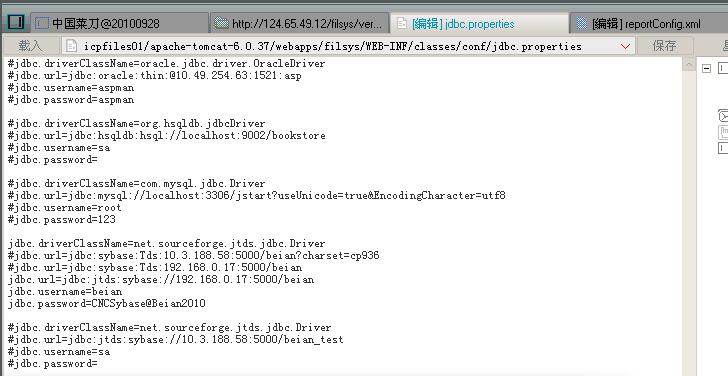 中国菜刀@20100928
http://124.65.49.12/filsys/ver...
[编辑] jdbc.properties
[编辑] reportConfig.xml
载入
icpfiles01/apache-tomcat-6.0.37/webapps/filsys/WEB-INF/classes/conf/jdbc.properties
保存
#jdbc.driverClassName=oracle.jdbc.driver.OracleDriver
#jdbc.url=jdbc:oracle:thin:@10.49.254.63:1521:asp
#jdbc.username=aspman
#jdbc.password=aspman
#jdbc.driverClassName=org.hsqldb.jdbcDriver
#jdbc.url=jdbc:hsqldb:hsql://localhost:9002/bookstore
#jdbc.username=sa
#jdbc.password=
#jdbc.driverClassName=com.mysql.jdbc.Driver
#jdbc.url=jdbc:mysql://localhost:3306/jstart?useUnicode=true&EncodingCharacter=utf8
#jdbc.username=root
#jdbc.password=123
jdbc.driverClassName=net.sourceforge.jtds.jdbc.Driver
#jdbc.url=jdbc:sybase:Tds:10.3.188.58:5000/beian?charset=cp936
#jdbc.url=jdbc:sybase:Tds:192.168.0.17:5000/beian
jdbc.url=jdbc:jtds:sybase://192.168.0.17:5000/beian
jdbc.username=beian
jdbc.password=CNCSybase@Beian2010
#jdbc.driverClassName=net.sourceforge.jtds.jdbc.Driver
#jdbc.url=jdbc:jtds:sybase://10.3.188.58:5000/beian_test
#jdbc.username=sa
#jdbc.password=